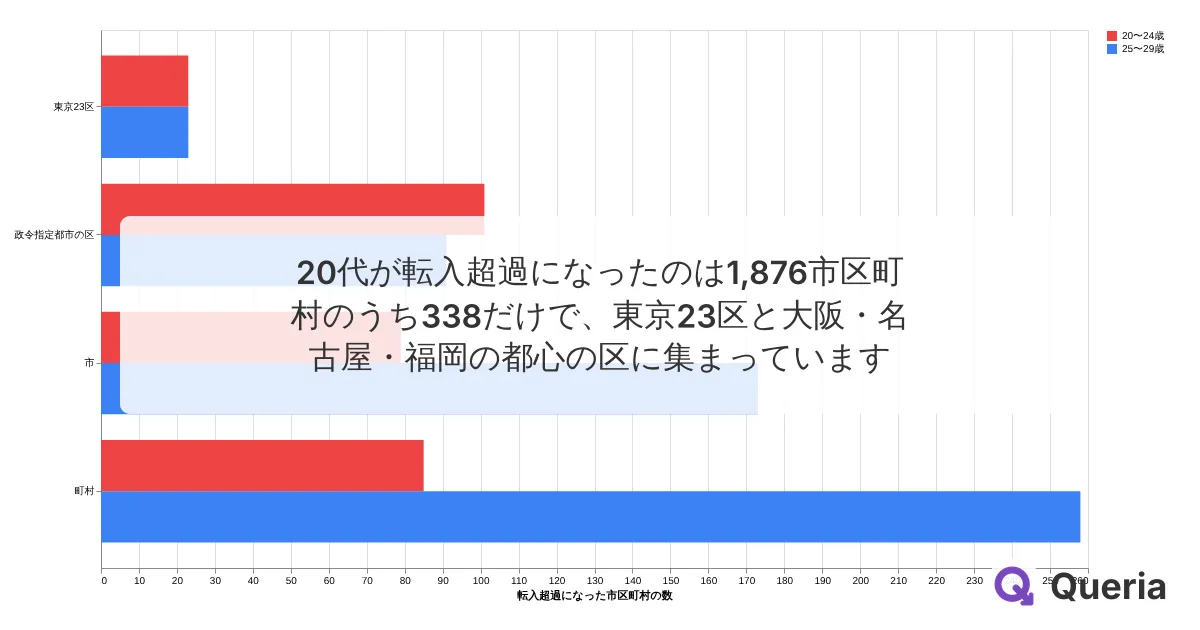 20〜24歳
25〜29歳
東京23区
政令指定都市の区
市
町村
20代が転入超過になったのは1,876市区町
村のうち338だけで、東京23区と大阪・名
古屋・福岡の都心の区に集まっています
0 10 20 30 40 50 60 70 80 90 100 110 120 130 140 150 160 170 180 190 200 210 220 230
転入超過になった市区町村の数
Queria